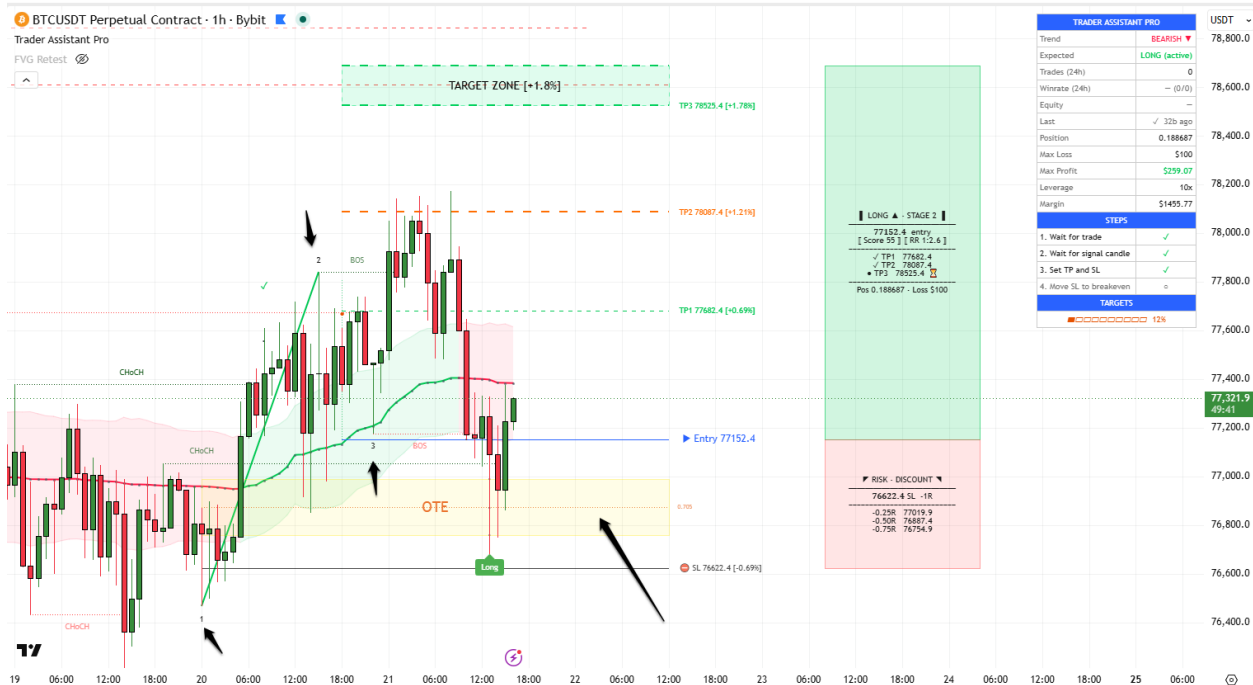 BTCUSDT Perpetual Contract · 1h · Bybit
Trader Assistant Pro
FVG Retest
USDT
78,800.0
78,600.0
78,400.0
78,200.0
78,000.0
77,800.0
77,600.0
77,400.0
77,321.9
49:41
77,200.0
77,000.0
76,800.0
76,600.0
76,400.0
TARGET ZONE [+1.8%]
TP3 78525.4 [+1.78%]
TP2 78087.4 [+1.21%]
TP1 77682.4 [+0.69%]
2
BOS
✓
CHoCH
CHoCH
3
BOS
▶ Entry 77152.4
OTE
0.705
Long
SL 76622.4 [-0.69%]
1
CHoCH
LONG ▲ - STAGE 2
77152.4 entry
[ Score 55 ] [ RR 1:2.6 ]
✓ TP1 77682.4
✓ TP2 78087.4
● TP3 78525.4 ⏳
Pos 0.188687 - Loss $100
RISK - DISCOUNT
76622.4 SL -1R
-0.25R 77019.9
-0.50R 76887.4
-0.75R 76754.9
TRADER ASSISTANT PRO
Trend BEARISH ▼
Expected LONG (active)
Trades (24h) 0
Winrate (24h) — (0/0)
Equity —
Last ✓ 32b ago
Position 0.188687
Max Loss $100
Max Profit $259.07
Leverage 10x
Margin $1455.77
STEPS
1. Wait for trade ✓
2. Wait for signal candle ✓
3. Set TP and SL ✓
4. Move SL to breakeven ○
TARGETS
12%
19 06:00 12:00 18:00 20 06:00 12:00 18:00 21 06:00 12:00 18:00 22 06:00 12:00 18:00 23 06:00 12:00 18:00 24 06:00 12:00 18:00 25 06:00